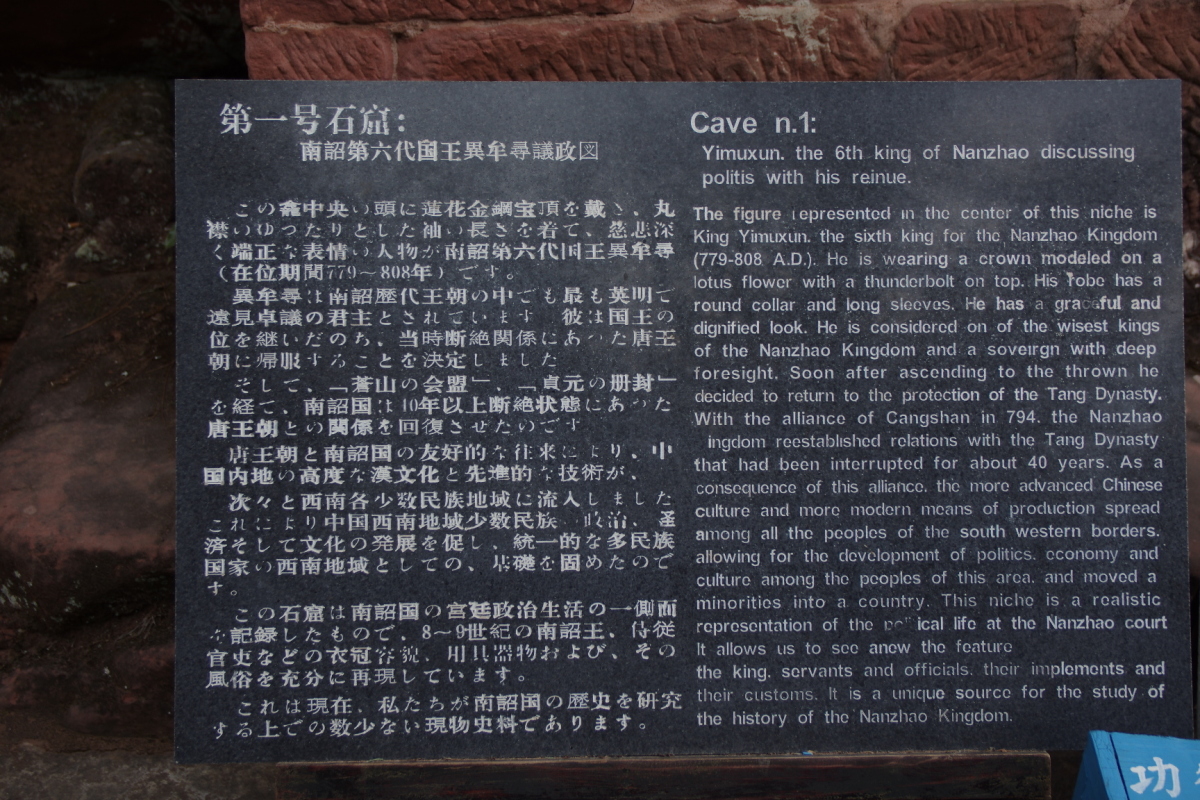 第一号石窟：
南詔第六代国王異牟尋議政図
この龕中央い頭に蓮花金鋼宝頂を戴き、丸
襟いゆったりとした袖い長さを着て、慈悲深
く端正な表情い人物が南詔第六代国王異牟尋
（在位期間779～808年）です。
異牟尋は南詔歴代王朝の中でも最も英明で
遠見卓議の君主とされています 彼は国王の
位を継いだのち、当時断絶関係にあった唐王
朝に帰服することを決定しました
そして、「蒼山の会盟」、「貞元の册封」
を経て、南詔国は40年以上断絶状態にあった
唐王朝との関係を回復させたのです
唐王朝と南詔国の友好的な往来により、中
国内地の高度な漢文化と先進的な技術が、
次々と西南各少数民族地域に流入しました
これにより中国西南地域少数民族 政治、圣
済そして文化の発展を促し、統一的な多民族
国家い西南地域としての、基礎を固めたので
す。
この石窟は南詔国の宮廷政治生活の一側面
を記録したもので、8～9世紀の南詔王、侍従
官吏などの衣冠容貌、用具器物および、その
風俗を充分に再現しています。
これは現在、私たちが南詔国の歴史を研究
する上での数少ない現物史料であります。
Cave n.1:
Yimuxun. the 6th king of Nanzhao discussing
politis with his reinue.
The figure represented in the center of this niche is
King Yimuxun. the sixth king for the Nanzhao Kingdom
(779-808 A.D.). He is wearing a crown modeled on a
lotus flower with a thunderbolt on top. His robe has a
round collar and long sleeves. He has a graceful and
dignified look. He is considered on of the wisest kings
of the Nanzhao Kingdom and a soveirgn with deep
foresight. Soon after ascending to the thrown he
decided to return to the protection of the Tang Dynasty.
With the alliance of Cangshan in 794. the Nanzhao
ingdom reestablished relations with the Tang Dynasty
that had been interrupted for about 40 years. As a
consequence of this alliance. the more advanced Chinese
culture and more modern means of production spread
among all the peoples of the south western borders.
allowing for the development of politics. economy and
culture among the peoples of this area. and moved a
minorities into a country. This niche is a realistic
representation of the political life at the Nanzhao court
It allows us to see anew the feature
the king. servants and officials. their implements and
their customs. It is a unique source for the study of
the history of the Nanzhao Kingdom.
功